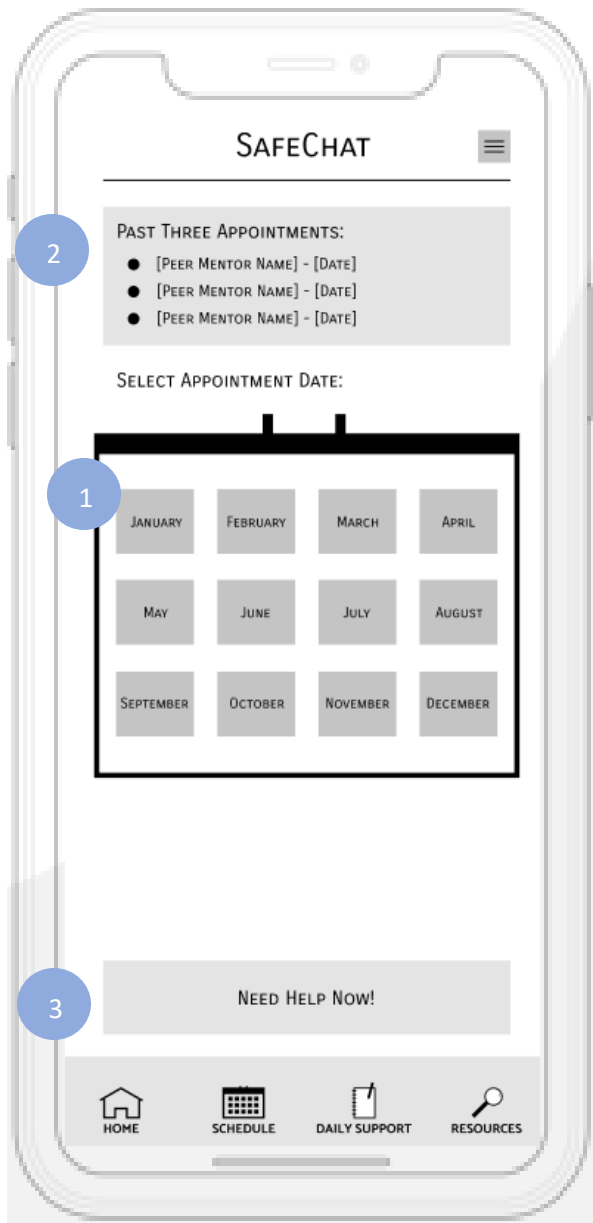 SafeChat
2
Past Three Appointments:
● [Peer Mentor Name] - [Date]
● [Peer Mentor Name] - [Date]
● [Peer Mentor Name] - [Date]
Select Appointment Date:
1
January February March April
May June July August
September October November December
3
Need Help Now!
HOME SCHEDULE DAILY SUPPORT RESOURCES